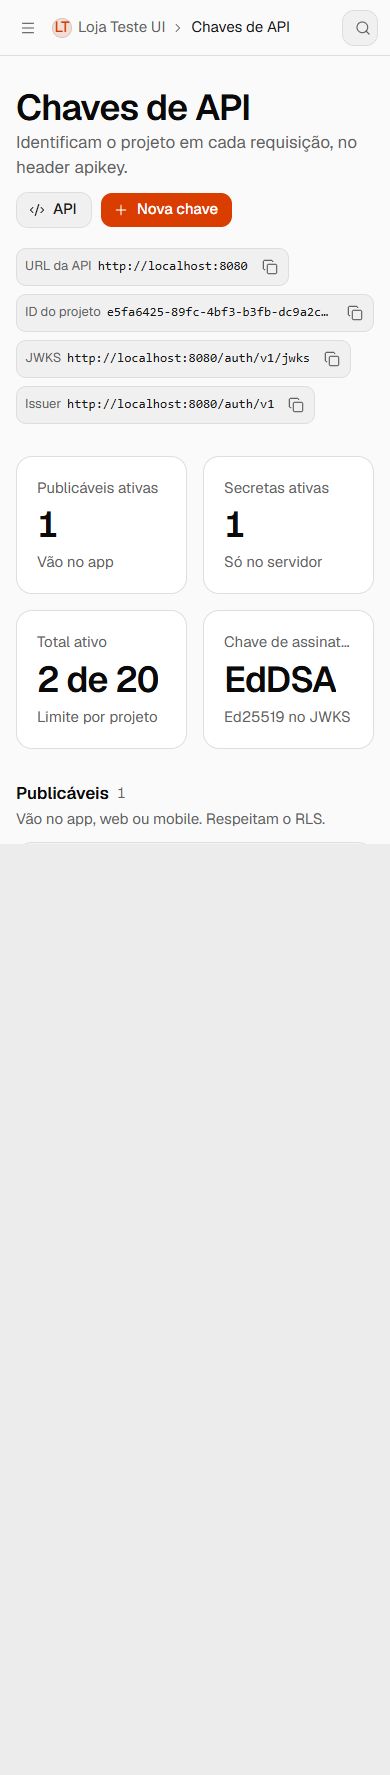 LT Loja Teste UI > Chaves de API
Chaves de API
Identificam o projeto em cada requisição, no
header apikey.
</> API
+ Nova chave
URL da API http://localhost:8080
ID do projeto e5fa6425-89fc-4bf3-b3fb-dc9a2c…
JWKS http://localhost:8080/auth/v1/jwks
Issuer http://localhost:8080/auth/v1
Publicáveis ativas
1
Vão no app
Secretas ativas
1
Só no servidor
Total ativo
2 de 20
Limite por projeto
Chave de assinat…
EdDSA
Ed25519 no JWKS
Publicáveis 1
Vão no app, web ou mobile. Respeitam o RLS.